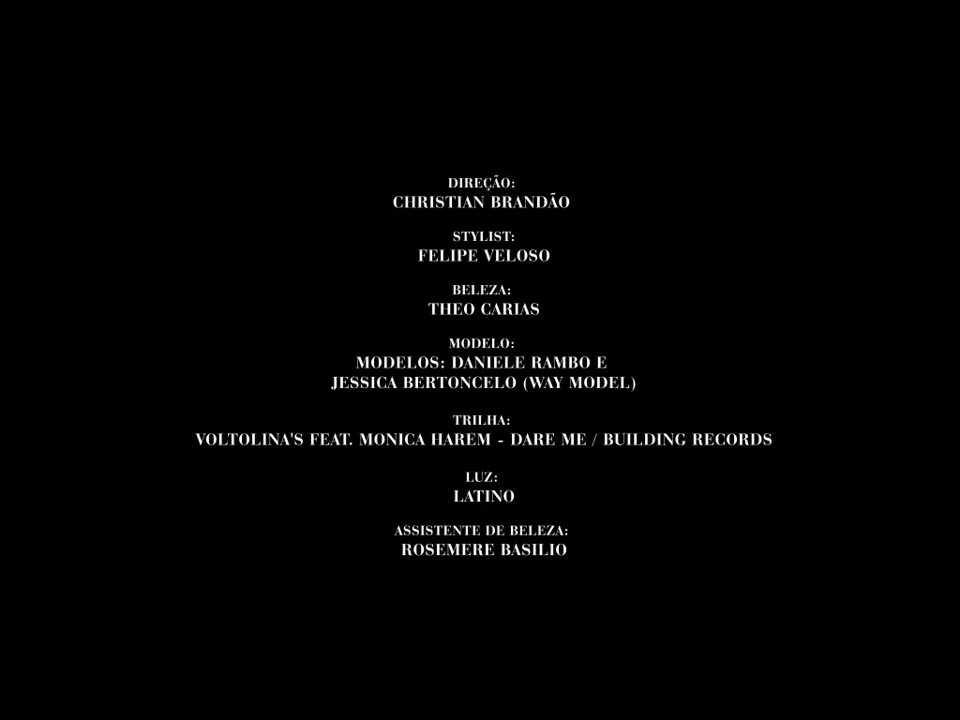 DIREÇÃO:
CHRISTIAN BRANDÃO
STYLIST:
FELIPE VELOSO
BELEZA:
THEO CARIAS
MODELO:
MODELOS: DANIELE RAMBO E
JESSICA BERTONCELO (WAY MODEL)
TRILHA:
VOLTOLINA'S FEAT. MONICA HAREM - DARE ME / BUILDING RECORDS
LUZ:
LATINO
ASSISTENTE DE BELEZA:
ROSEMERE BASILIO